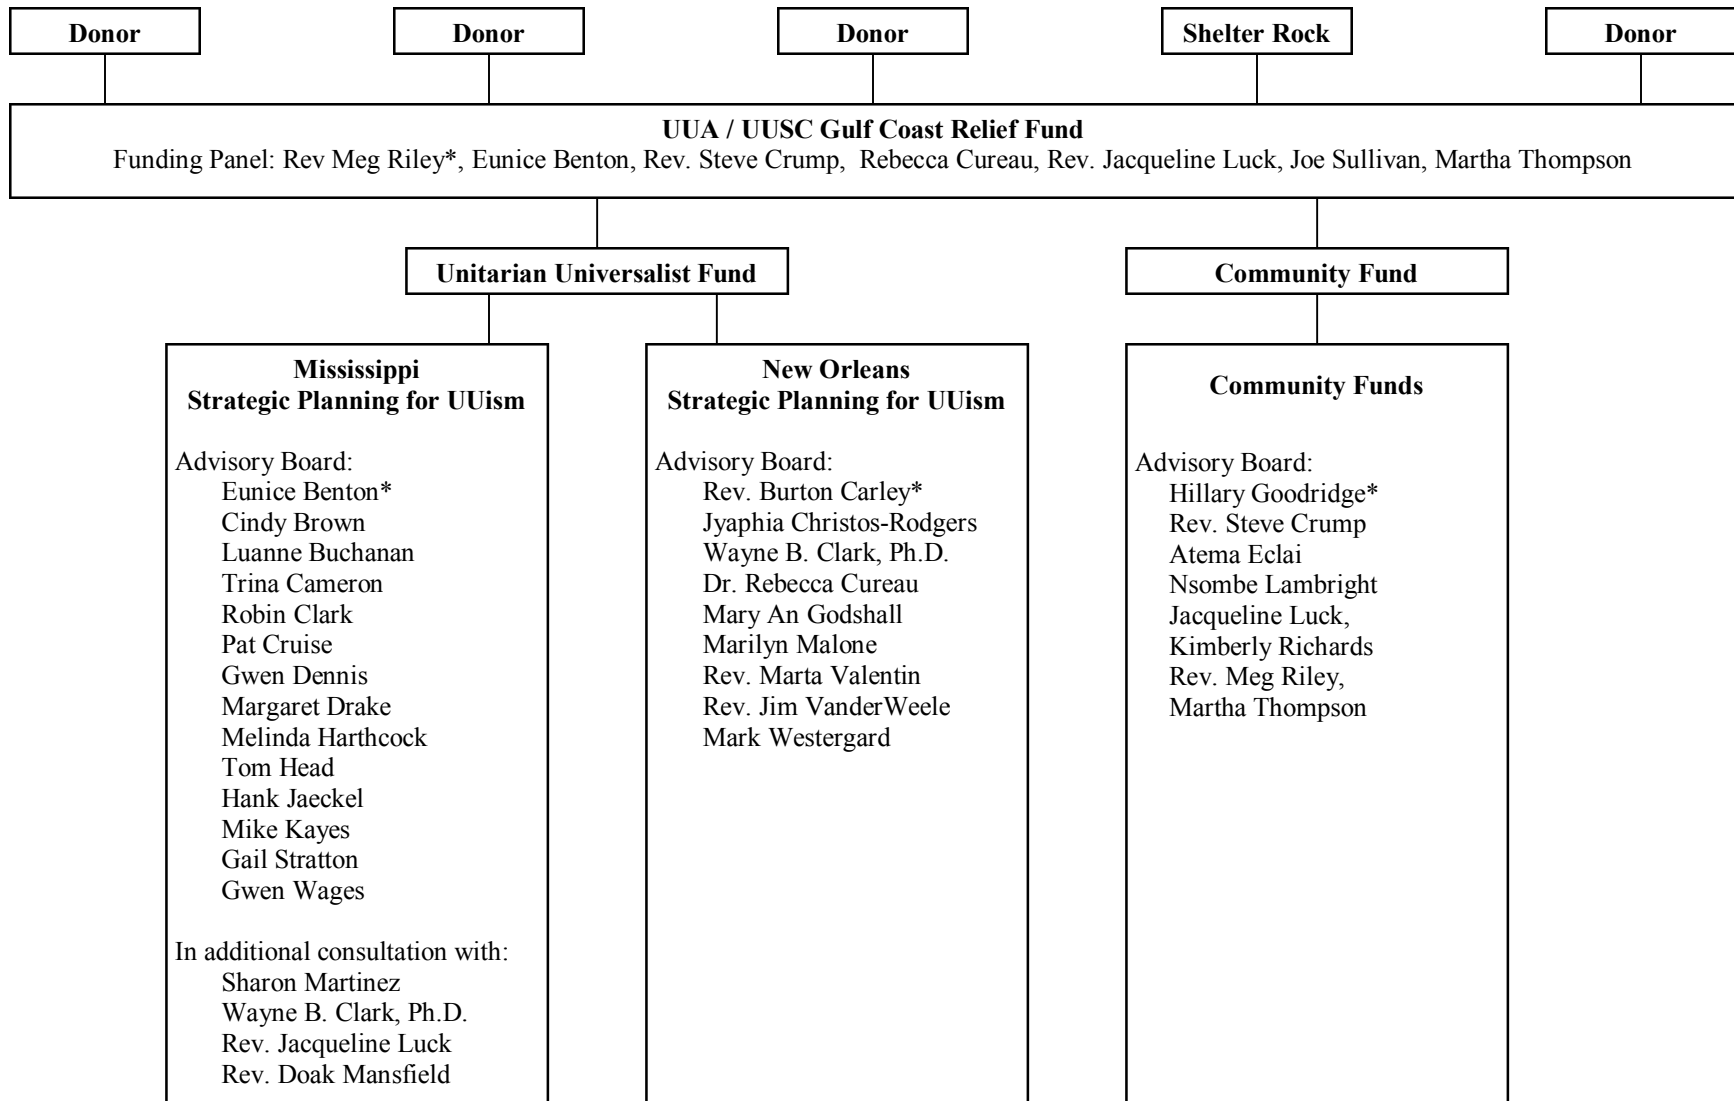 Donor
Donor
Donor
Shelter Rock
Donor
UUA / UUSC Gulf Coast Relief Fund
Funding Panel: Rev Meg Riley*, Eunice Benton, Rev. Steve Crump, Rebecca Cureau, Rev. Jacqueline Luck, Joe Sullivan, Martha Thompson
Unitarian Universalist Fund
Community Fund
Mississippi
Strategic Planning for UUism
Advisory Board:
Eunice Benton*
Cindy Brown
Luanne Buchanan
Trina Cameron
Robin Clark
Pat Cruise
Gwen Dennis
Margaret Drake
Melinda Harthcock
Tom Head
Hank Jaeckel
Mike Kayes
Gail Stratton
Gwen Wages
In additional consultation with:
Sharon Martinez
Wayne B. Clark, Ph.D.
Rev. Jacqueline Luck
Rev. Doak Mansfield
New Orleans
Strategic Planning for UUism
Advisory Board:
Rev. Burton Carley*
Jyaphia Christos-Rodgers
Wayne B. Clark, Ph.D.
Dr. Rebecca Cureau
Mary An Godshall
Marilyn Malone
Rev. Marta Valentin
Rev. Jim VanderWeele
Mark Westergard
Community Funds
Advisory Board:
Hillary Goodridge*
Rev. Steve Crump
Atema Eclai
Nsombe Lambright
Jacqueline Luck,
Kimberly Richards
Rev. Meg Riley,
Martha Thompson